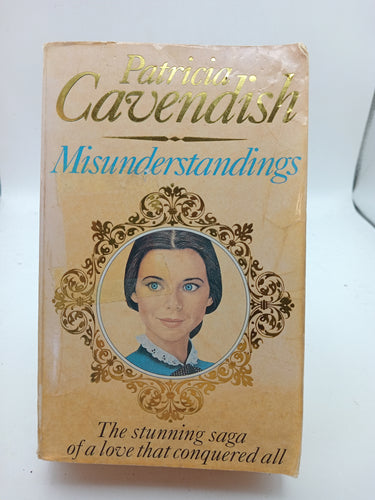 Patricia
Cavendish
Misunderstandings
The stunning saga
of a love that conquered all